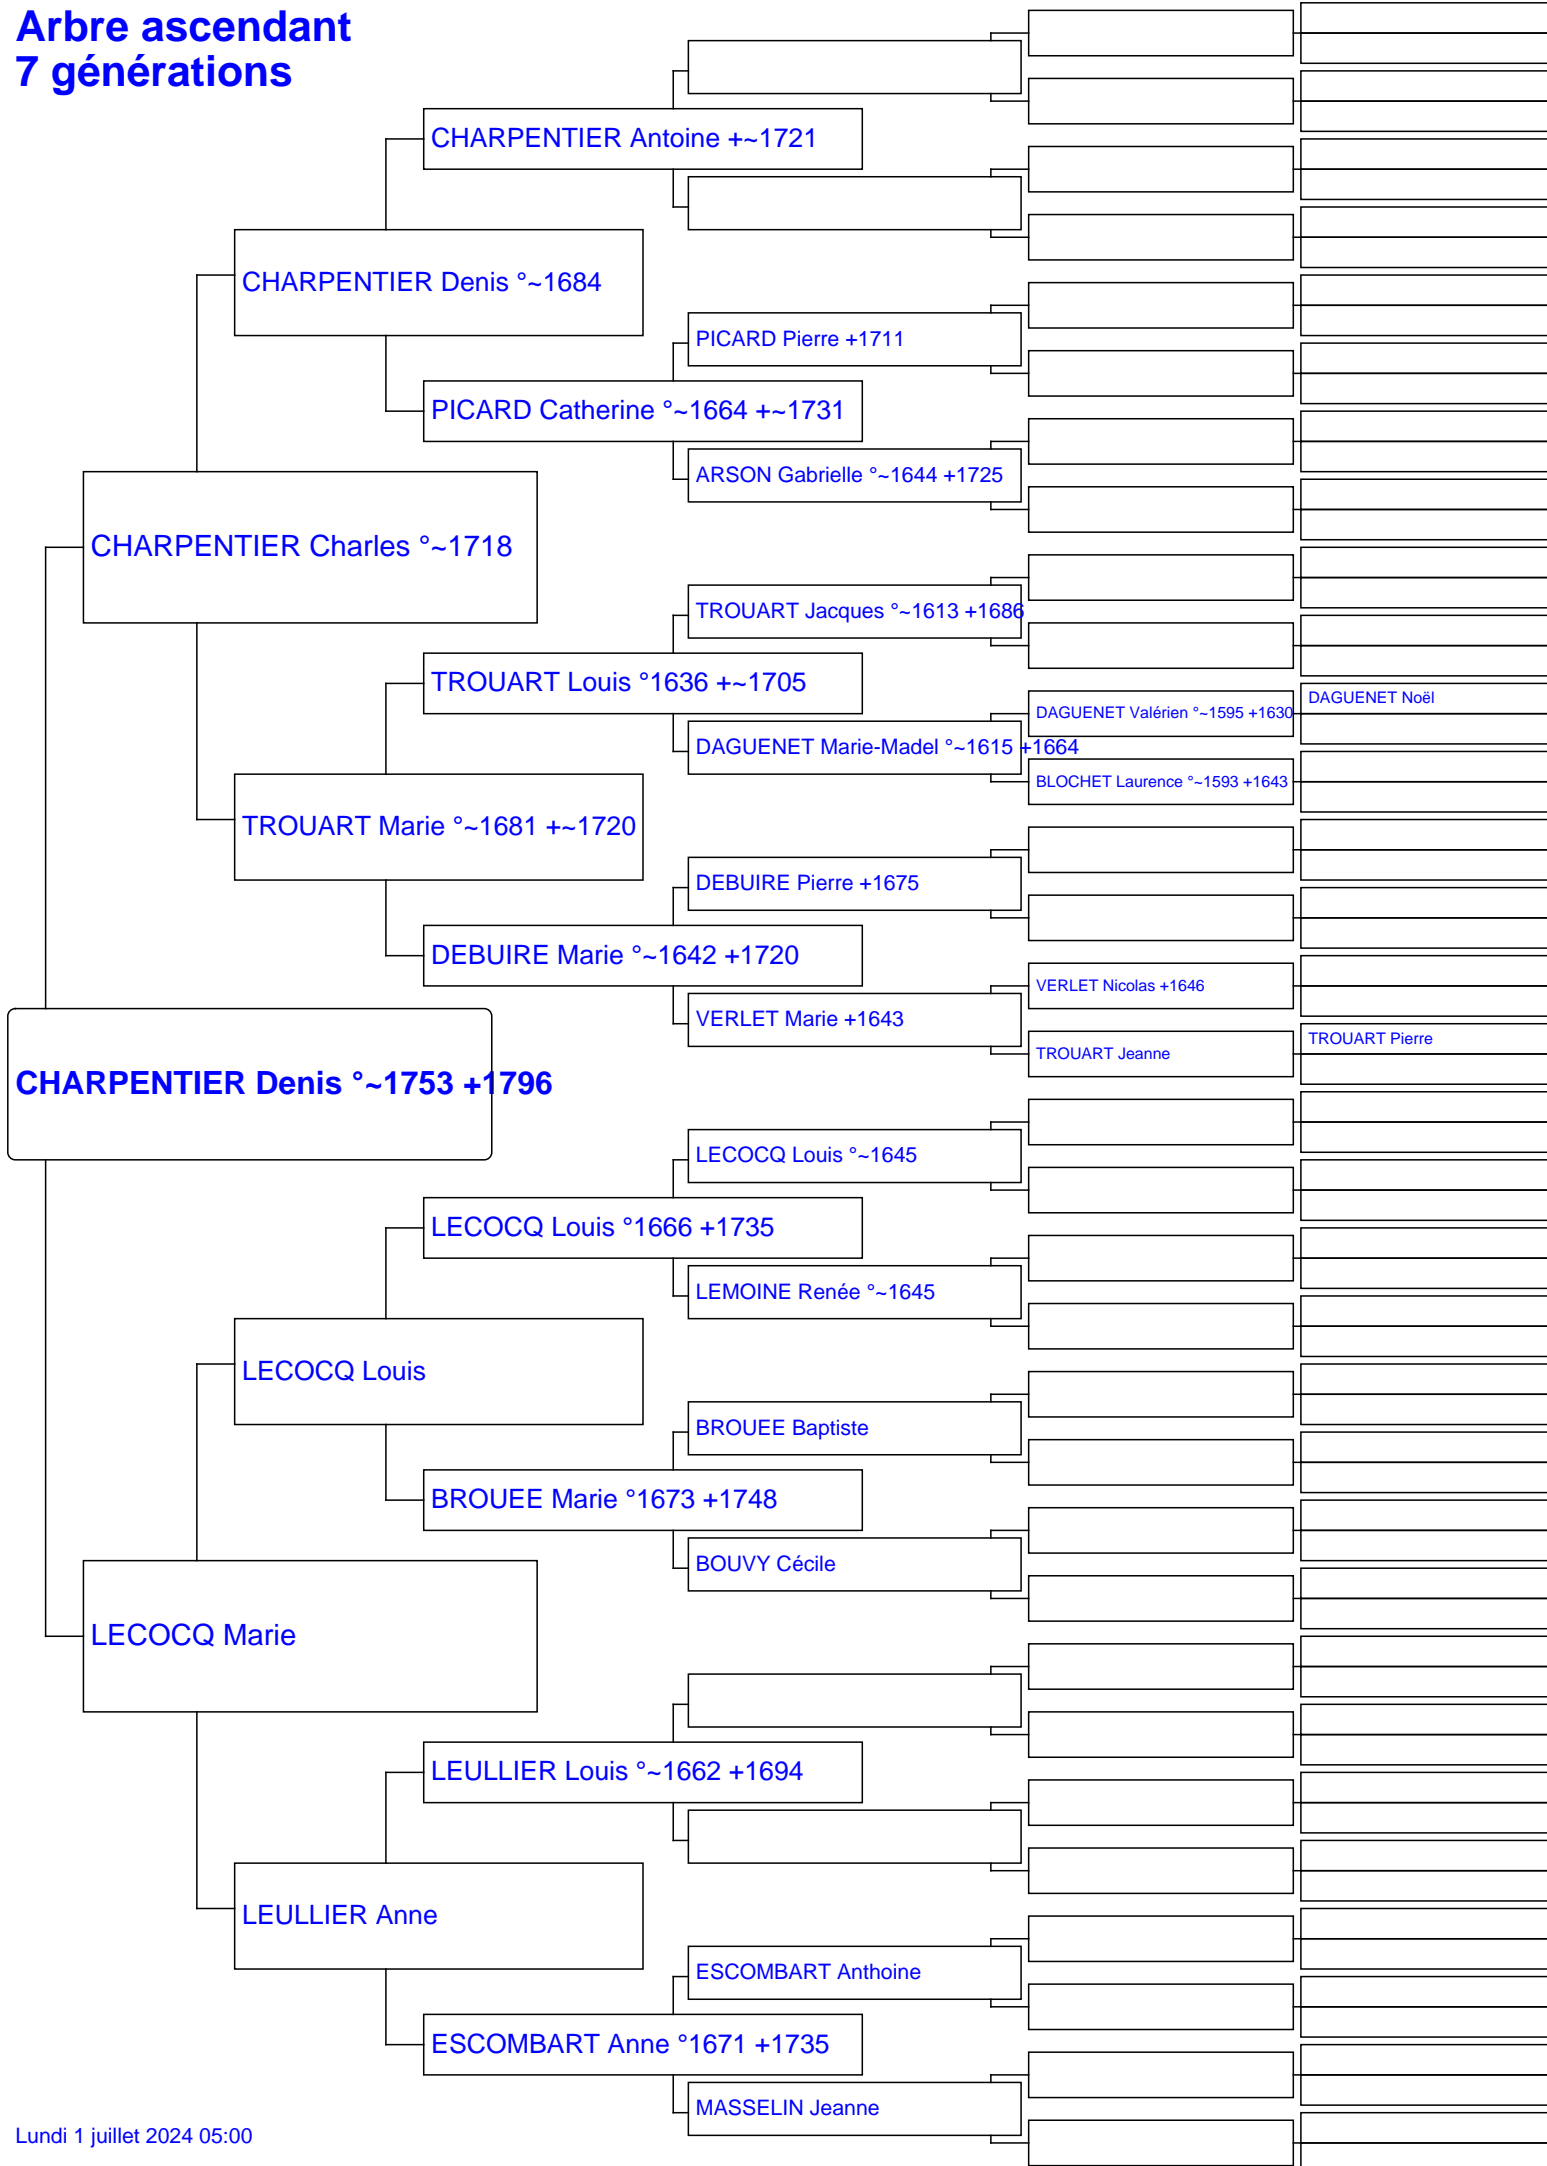 Arbre ascendant
7 générations
CHARPENTIER Antoine +~1721
CHARPENTIER Denis °~1684
PICARD Pierre +1711
PICARD Catherine °~1664 +~1731
ARSON Gabrielle °~1644 +1725
CHARPENTIER Charles °~1718
TROUART Jacques °~1613 +1686
TROUART Louis °1636 +~1705
DAGUENET Noël
DAGUENET Valérien °~1595 +1630
DAGUENET Marie-Madel °~1615 +1664
BLOCHET Laurence °~1593 +1643
TROUART Marie °~1681 +~1720
DEBUIRE Pierre +1675
DEBUIRE Marie °~1642 +1720
VERLET Nicolas +1646
VERLET Marie +1643
TROUART Pierre
TROUART Jeanne
CHARPENTIER Denis °~1753 +1796
LECOCQ Louis °~1645
LECOCQ Louis °1666 +1735
LEMOINE Renée °~1645
LECOCQ Louis
BROUEE Baptiste
BROUEE Marie °1673 +1748
BOUVY Cécile
LECOCQ Marie
LEULLIER Louis °~1662 +1694
LEULLIER Anne
ESCOMBART Anthoine
ESCOMBART Anne °1671 +1735
MASSELIN Jeanne
Lundi 1 juillet 2024 05:00